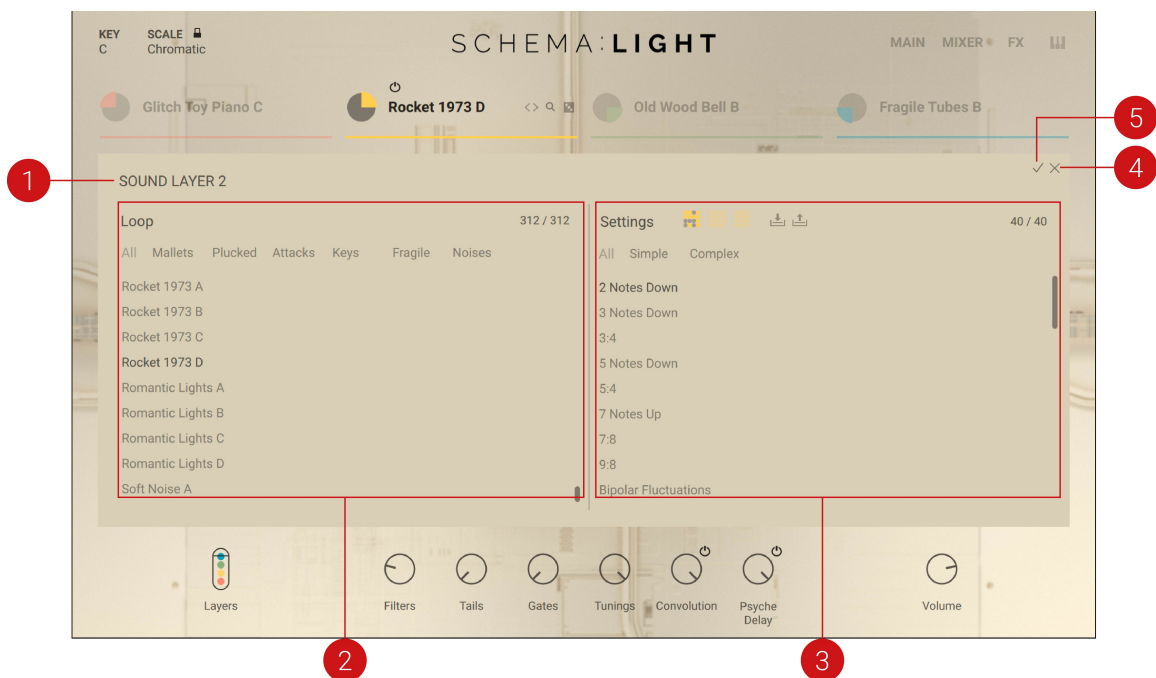 KEY SCALE SCHEMA:LIGHT MAIN MIXER FX
C Chromatic
Glitch Toy Piano C Rocket 1973 D <> Old Wood Bell B Fragile Tubes B
5
4
1 SOUND LAYER 2
Loop 312 / 312 Settings 40 / 40
All Mallets Plucked Attacks Keys Fragile Noises All Simple Complex
Rocket 1973 A 2 Notes Down
Rocket 1973 B 3 Notes Down
Rocket 1973 C 3:4
Rocket 1973 D 5 Notes Down
Romantic Lights A 5:4
Romantic Lights B 7 Notes Up
Romantic Lights C 7:8
Romantic Lights D 9:8
Soft Noise A Bipolar Fluctuations
Layers Filters Tails Gates Tunings Convolution Psyche Delay Volume
2 3